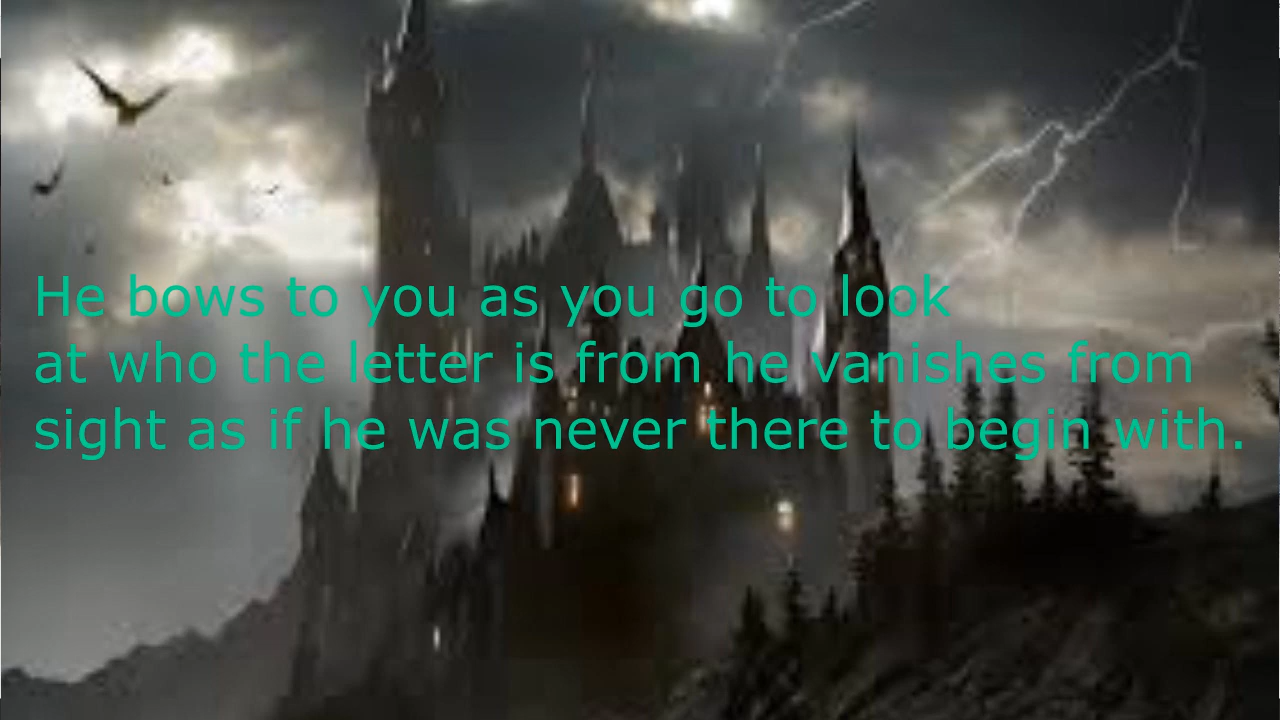 He bows to you as you go to look
at who the letter is from he vanishes from
sight as if he was never there to begin with.